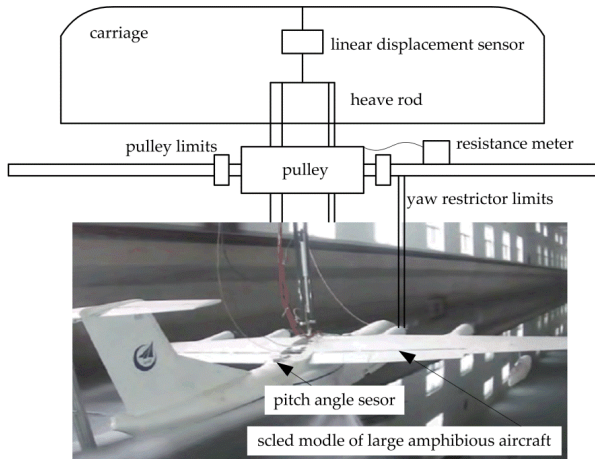 carriage
linear displacement sensor
heave rod
pulley limits
resistance meter
pulley
yaw restrictor limits
pitch angle sesor
scled modle of large amphibious aircraft